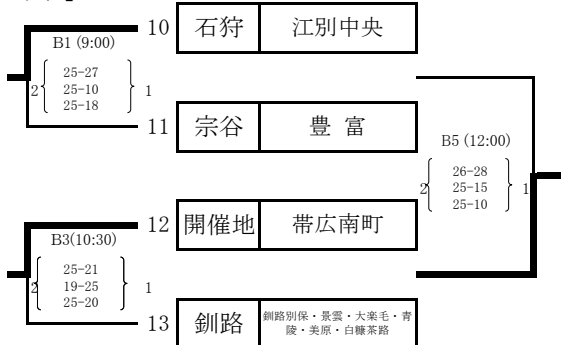 10 石狩 江別中央
B1 (9:00)
2 25-27 1
25-10
25-18
11 宗谷 豊 富
B5 (12:00)
2 26-28 1
25-15
25-10
12 開催地 帯広南町
B3(10:30)
2 25-21 1
19-25
25-20
13 釧路 釧路別保・景雲・大楽毛・青
陵・美原・白糠茶路